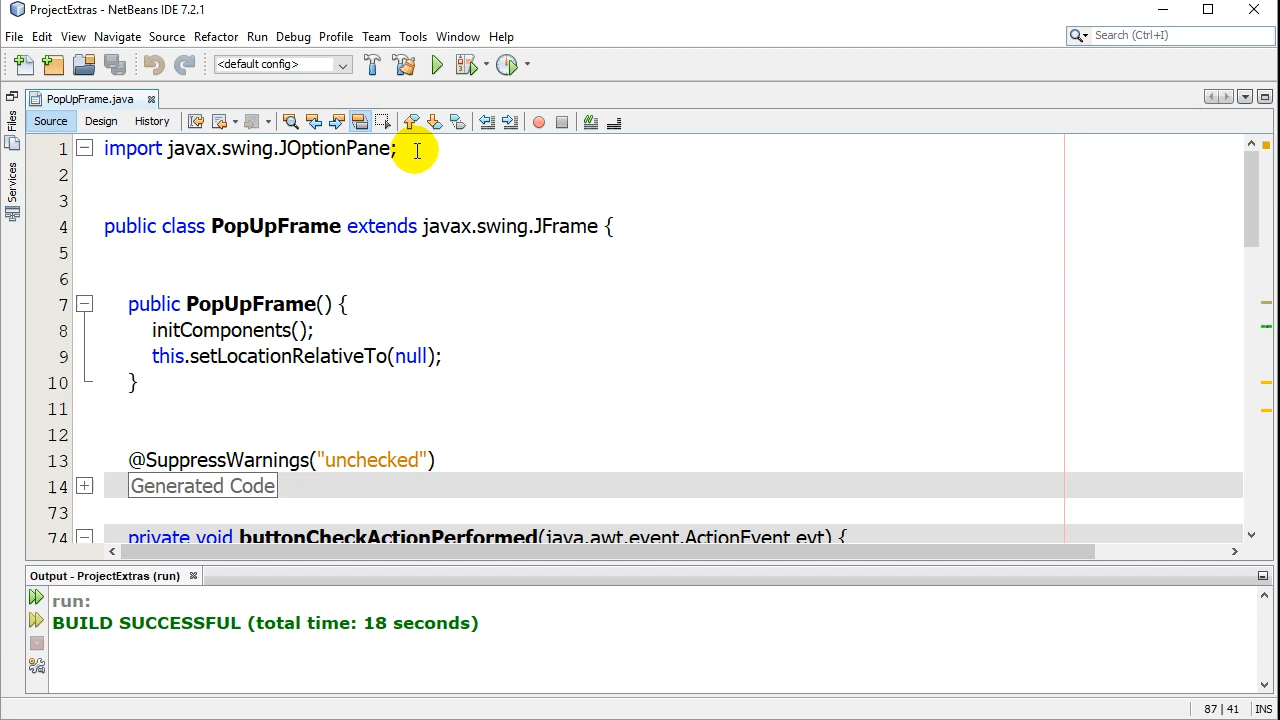 ProjectExtras - NetBeans IDE 7.2.1
File Edit View Navigate Source Refactor Run Debug Profile Team Tools Window Help
Search (Ctrl+I)
<default config>
PopUpFrame.java
Source Design History
Files
Services
1 import javax.swing.JOptionPane;
2
3
4 public class PopUpFrame extends javax.swing.JFrame {
5
6
7 public PopUpFrame() {
8 initComponents();
9 this.setLocationRelativeTo(null);
10 }
11
12
13 @SuppressWarnings("unchecked")
14 Generated Code
73
74 private void buttonCheckActionPerformed(java.awt.event.ActionEvent evt) {
Output - ProjectExtras (run)
run:
BUILD SUCCESSFUL (total time: 18 seconds)
87 | 41 INS